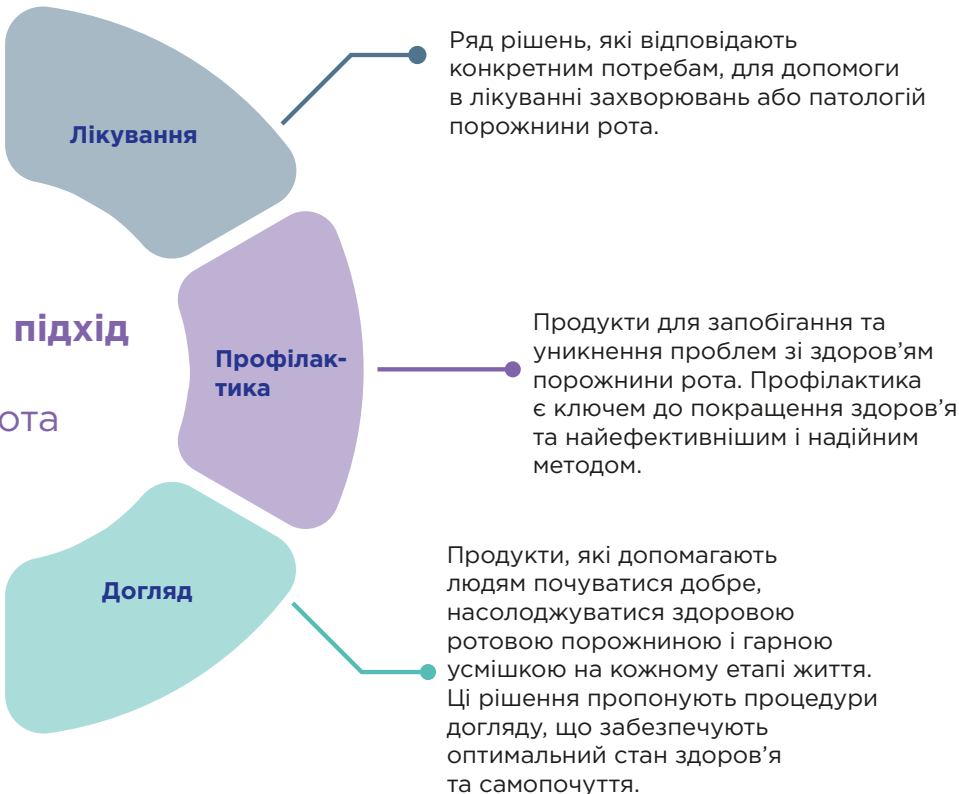 Лікування
Ряд рішень, які відповідають
конкретним потребам, для допомоги
в лікуванні захворювань або патологій
порожнини рота.
підхід
ота
Профілак-
тика
Продукти для запобігання та
уникнення проблем зі здоров’ям
порожнини рота. Профілактика
є ключем до покращення здоров’я
та найефективнішим і надійним
методом.
Догляд
Продукти, які допомагають
людям почуватися добре,
насолоджуватися здоровою
ротовою порожниною і гарною
усмішкою на кожному етапі життя.
Ці рішення пропонують процедури
догляду, що забезпечують
оптимальний стан здоров’я
та самопочуття.